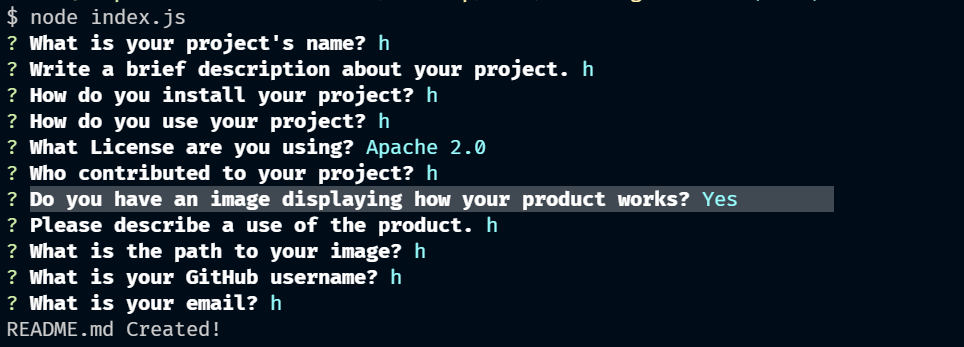 $ node index.js
? What is your project's name? h
? Write a brief description about your project. h
? How do you install your project? h
? How do you use your project? h
? What License are you using? Apache 2.0
? Who contributed to your project? h
? Do you have an image displaying how your product works? Yes
? Please describe a use of the product. h
? What is the path to your image? h
? What is your GitHub username? h
? What is your email? h
README.md Created!